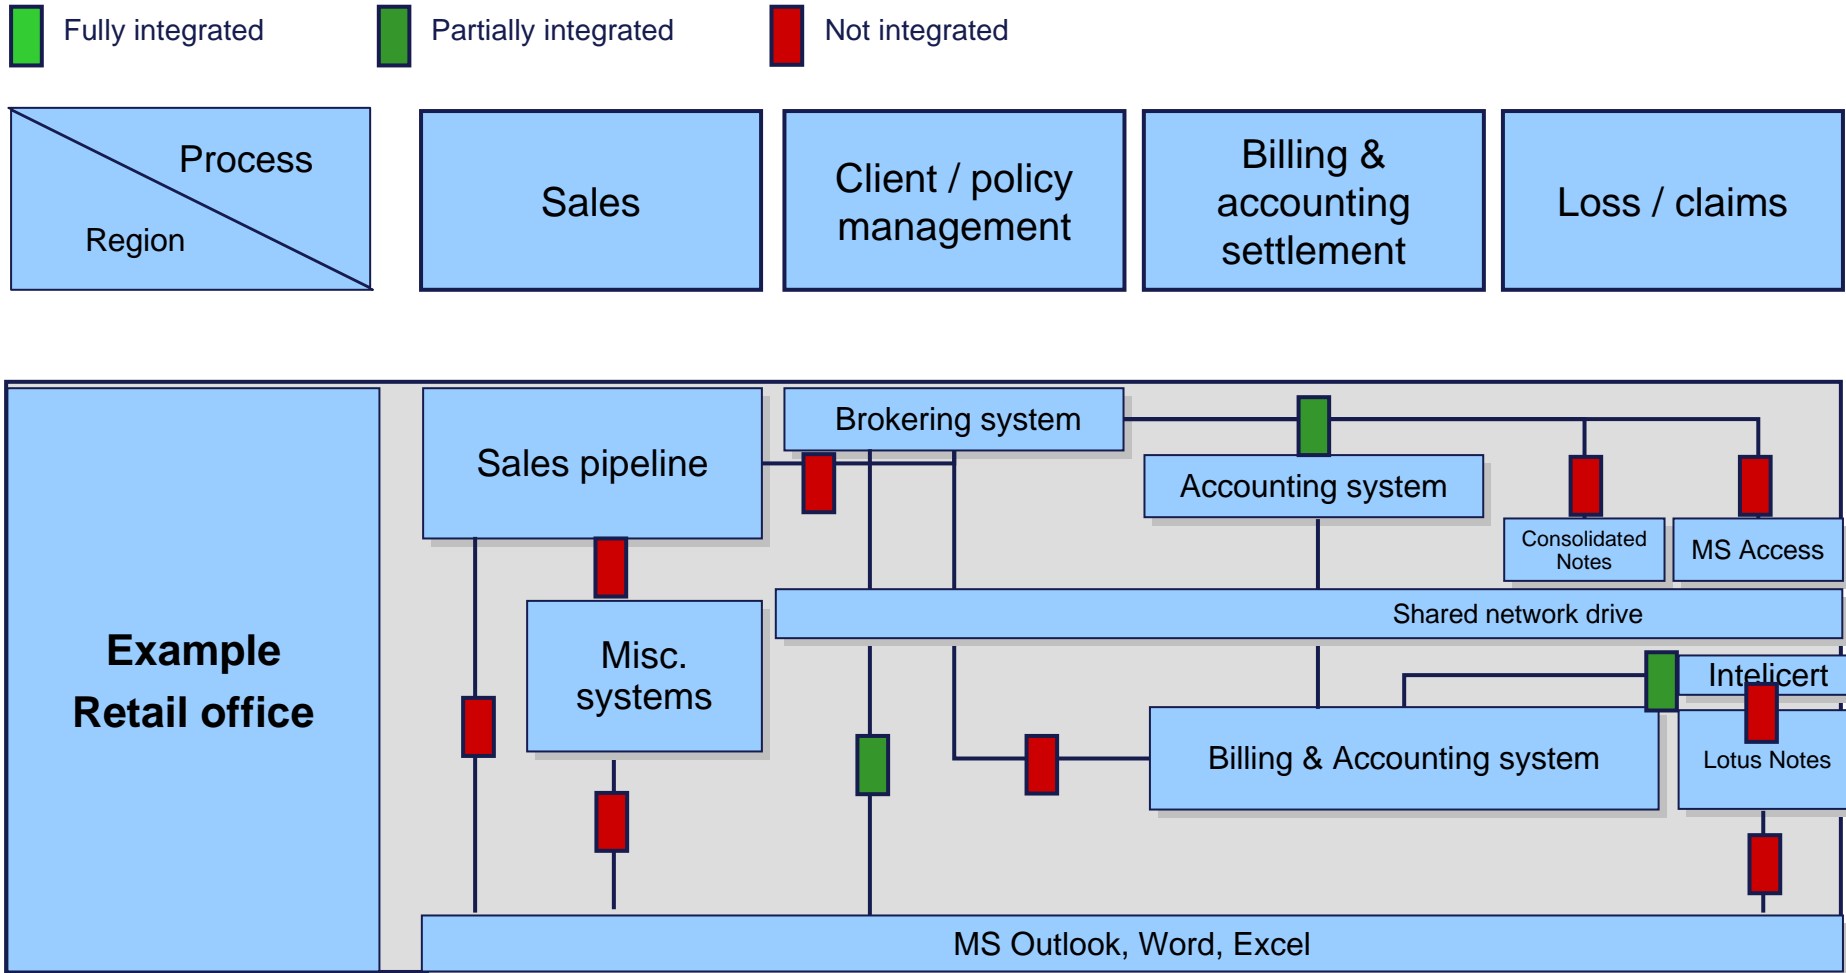 Fully integrated
Partially integrated
Not integrated
Process
Region
Sales
Client / policy
management
Billing &
accounting
settlement
Loss / claims
Example
Retail office
Sales pipeline
Brokering system
Accounting system
Consolidated
Notes
MS Access
Shared network drive
Misc.
systems
Intelicert
Billing & Accounting system
Lotus Notes
MS Outlook, Word, Excel